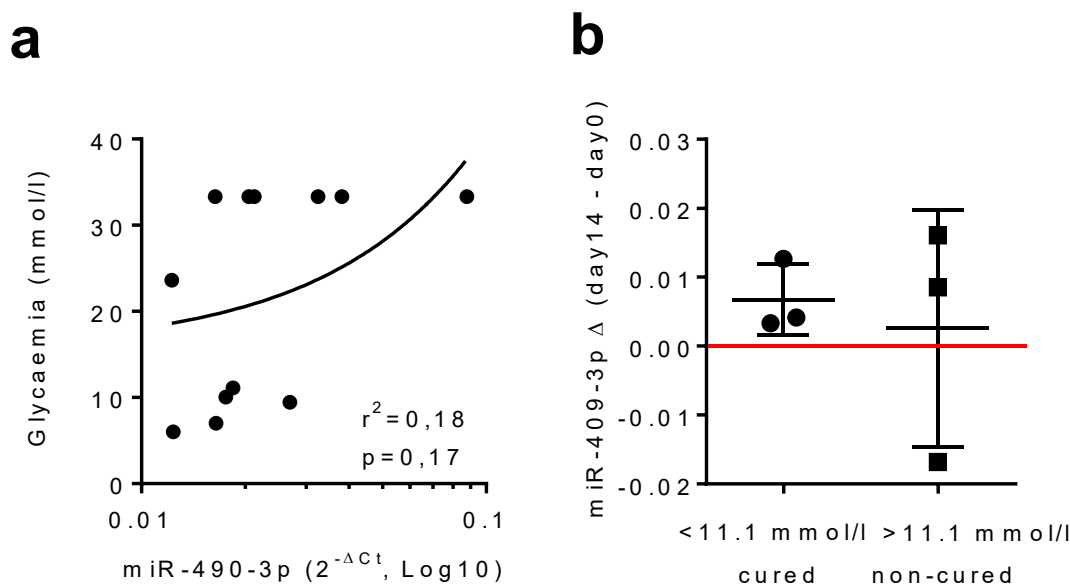 a
b
Glycaemia (mmol/l)
40
30
20
10
0
0.01
0.1
r²=0,18
p=0,17
miR-490-3p (2^-ΔCt, Log10)
miR-409-3p Δ (day14 - day0)
0.03
0.02
0.01
0.00
-0.01
-0.02
<11.1 mmol/l
>11.1 mmol/l
cured
non-cured